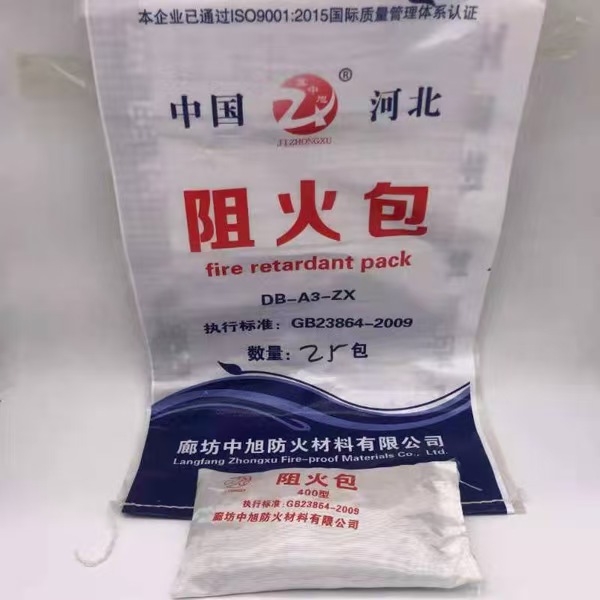 本企业已通过ISO9001:2015国际质量管理体系认证
中国 冀中旭 ® 河北
JIZHONGXU
阻火包
fire retardant pack
DB-A3-ZX
执行标准：GB23864-2009
数量：25包
廊坊中旭防火材料有限公司
Langfang Zhongxu Fire-proof Materials Co., Ltd.
阻火包
400型
执行标准：GB23864-2009
廊坊中旭防火材料有限公司